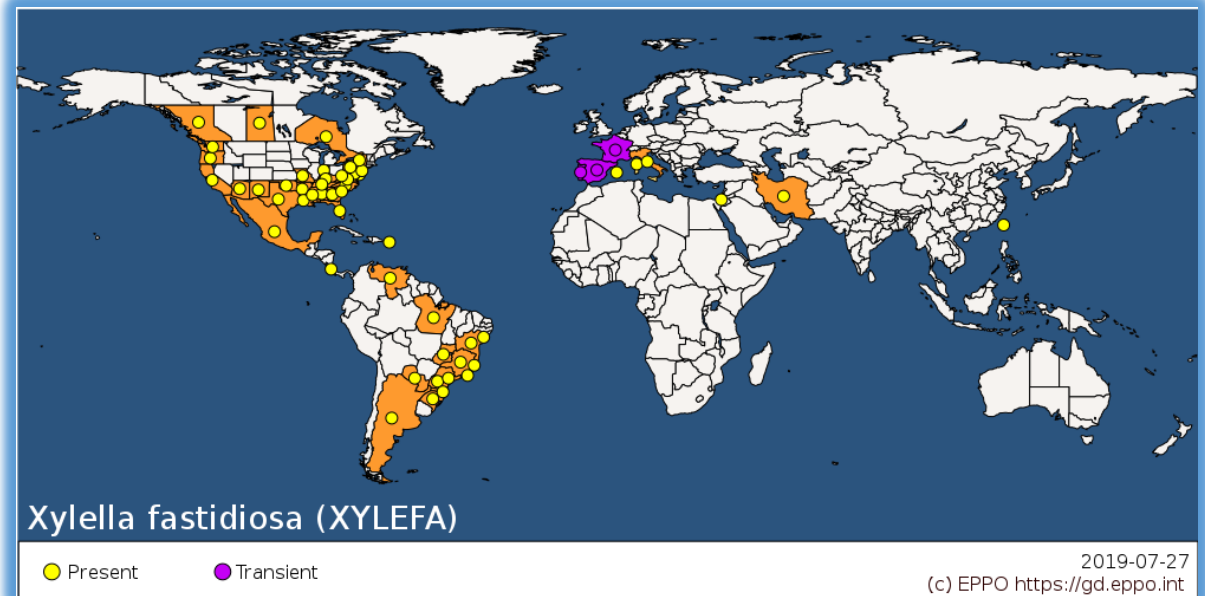 Xylella fastidiosa (XYLEFA)
Present
Transient
2019-07-27
(c) EPPO https://gd.eppo.int